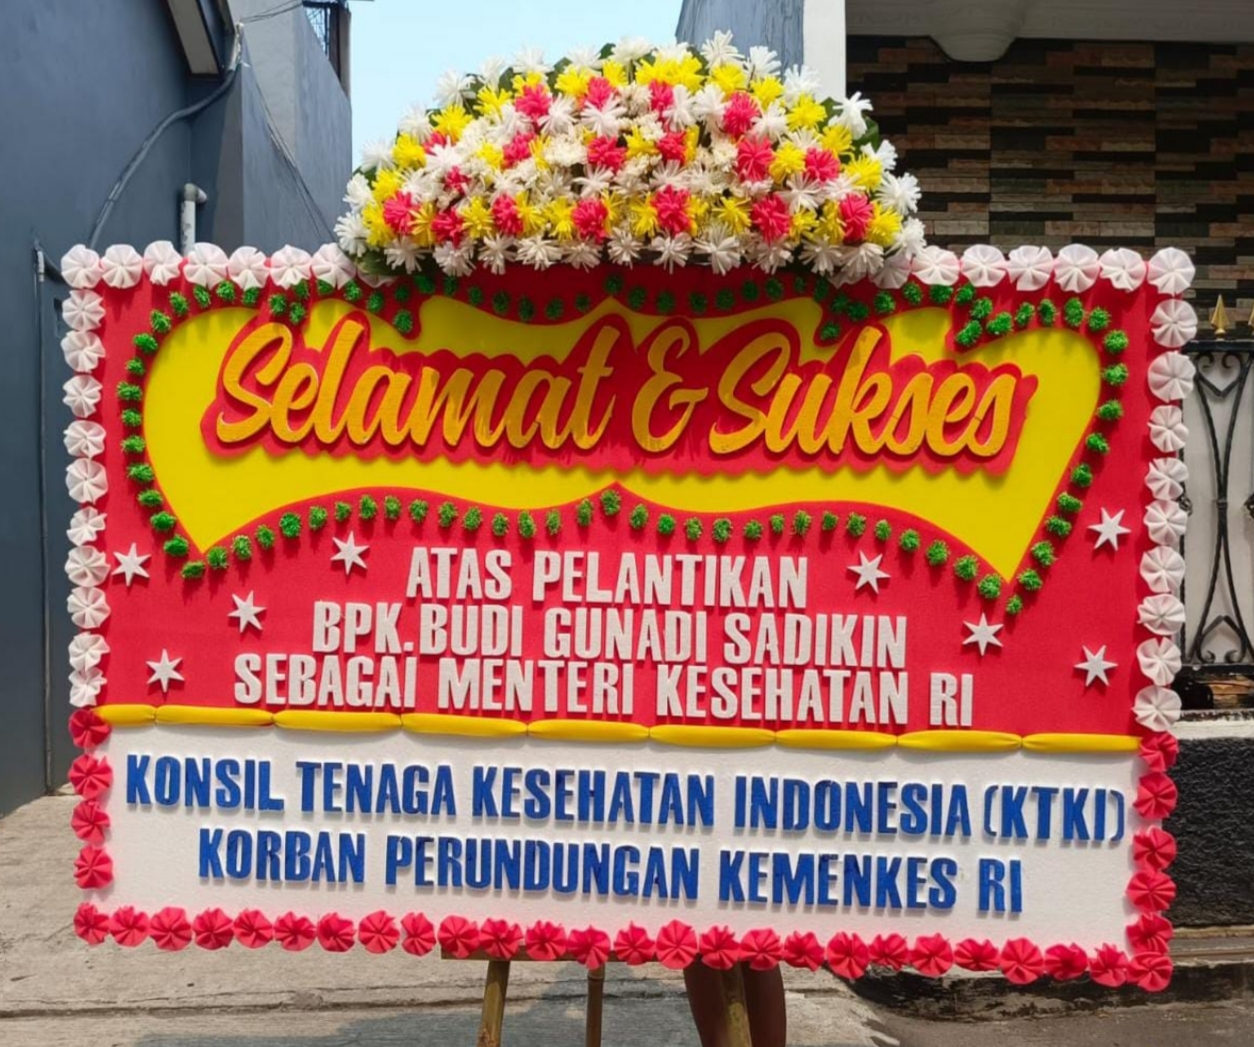 Selamat & Sukses
ATAS PELANTIKAN
BPK.BUDI GUNADI SADIKIN
SEBAGAI MENTERI KESEHATAN RI
KONSIL TENAGA KESEHATAN INDONESIA (KTKI)
KORBAN PERUNDUNGAN KEMENKES RI